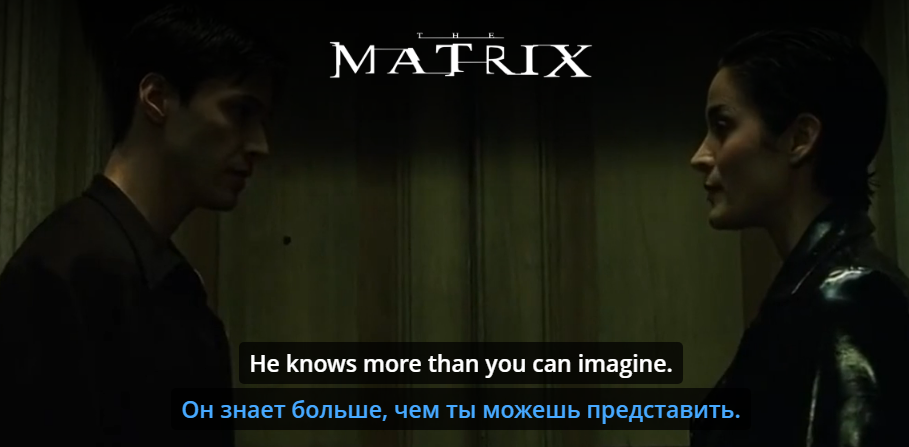 THE
MATRIX
He knows more than you can imagine.
Он знает больше, чем ты можешь представить.